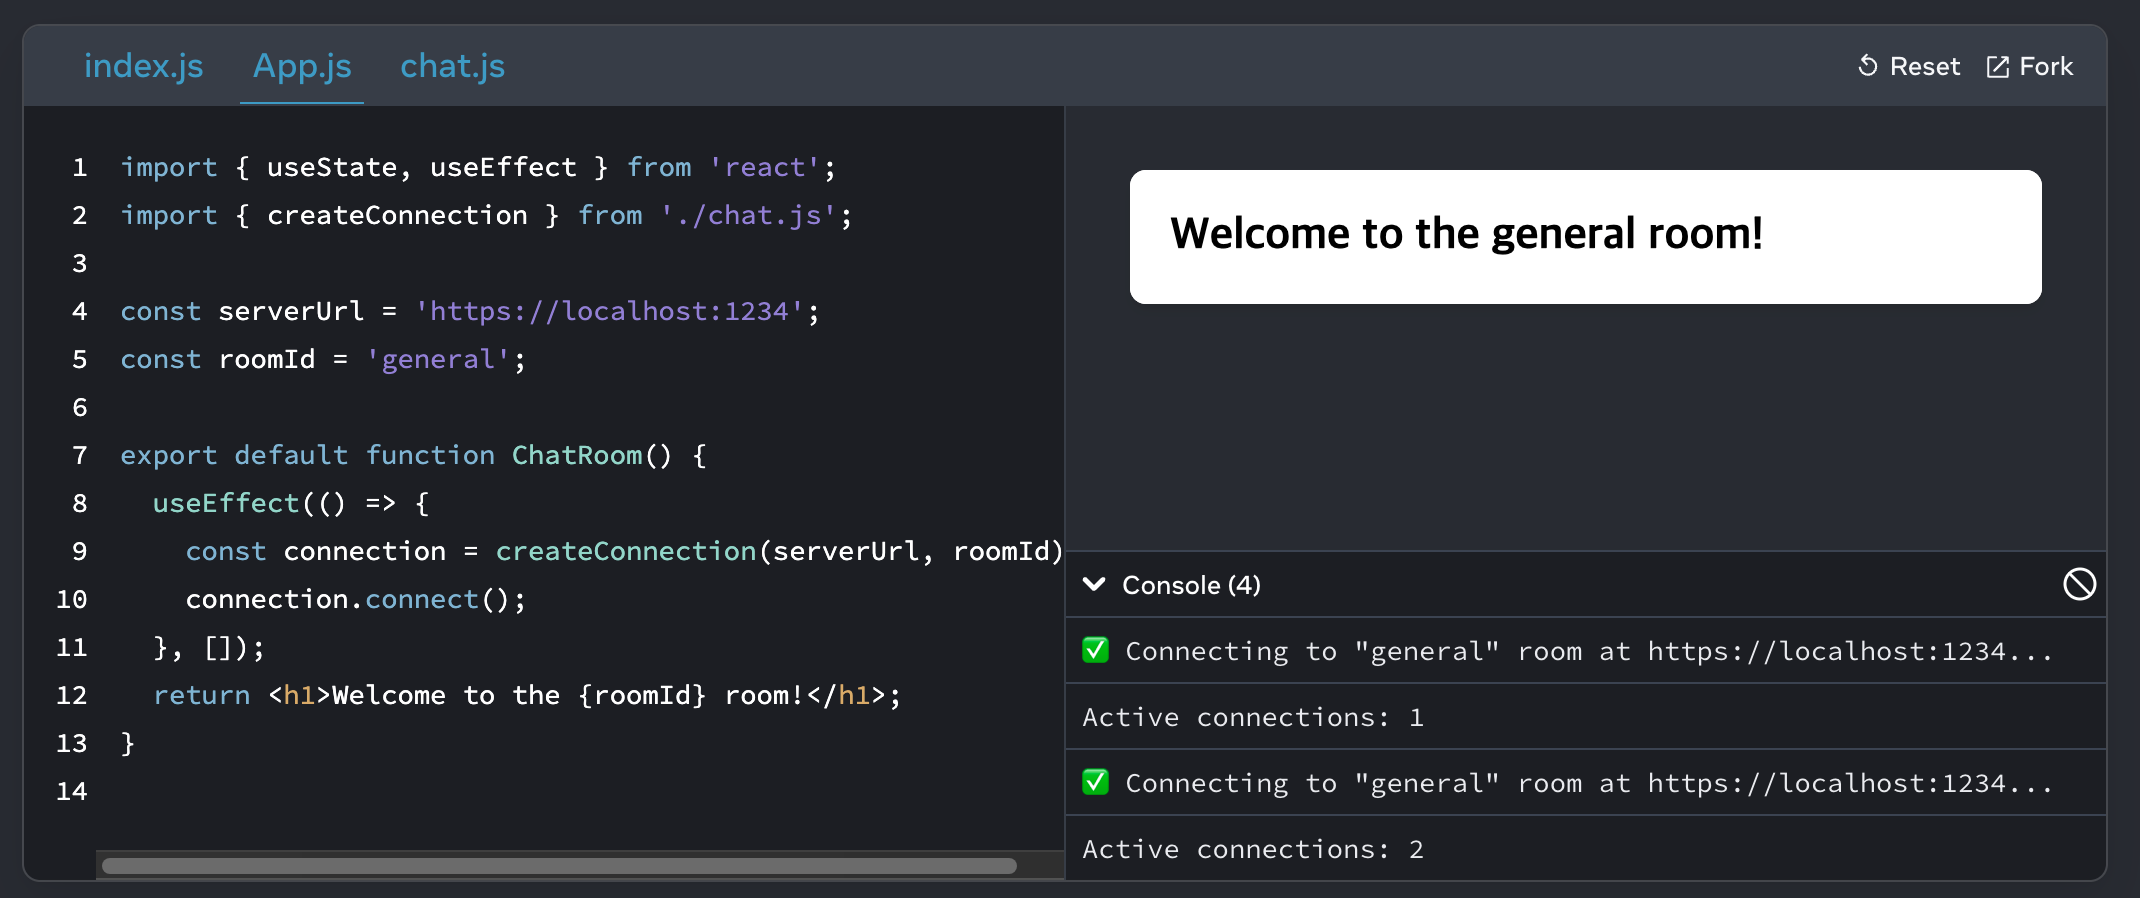 index.js App.js chat.js Reset Fork
1 import { useState, useEffect } from 'react';
2 import { createConnection } from './chat.js';
3
4 const serverUrl = 'https://localhost:1234';
5 const roomId = 'general';
6
7 export default function ChatRoom() {
8   useEffect(() => {
9     const connection = createConnection(serverUrl, roomId)
10     connection.connect();
11   }, []);
12   return <h1>Welcome to the {roomId} room!</h1>;
13 }
14
Welcome to the general room!
Console (4)
✅ Connecting to "general" room at https://localhost:1234...
Active connections: 1
✅ Connecting to "general" room at https://localhost:1234...
Active connections: 2